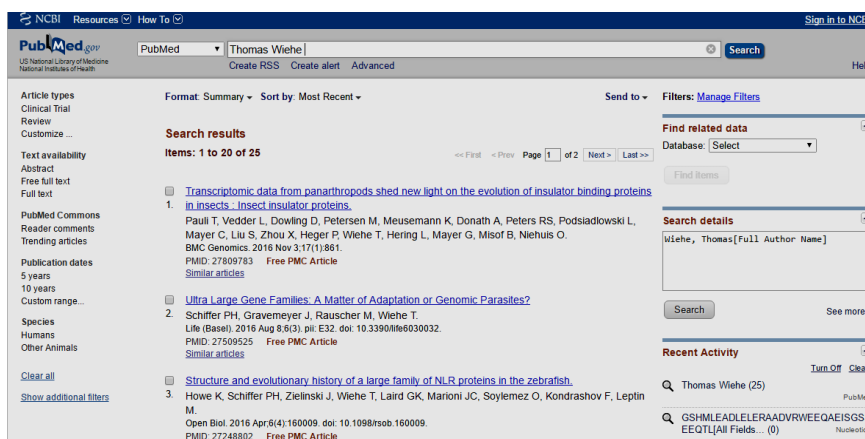 NCBI Resources How To Sign in to NCB
PubMed.gov
US National Library of Medicine
National Institutes of Health
PubMed Thomas Wiehe Search
Create RSS Create alert Advanced Hel
Article types
Clinical Trial
Review
Customize ...
Text availability
Abstract
Free full text
Full text
PubMed Commons
Reader comments
Trending articles
Publication dates
5 years
10 years
Custom range...
Species
Humans
Other Animals
Clear all
Show additional filters
Format: Summary Sort by: Most Recent Send to
Search results
Items: 1 to 20 of 25 << First < Prev Page 1 of 2 Next > Last >>
Transcriptomic data from panarthropods shed new light on the evolution of insulator binding proteins
1. in insects : Insect insulator proteins.
Pauli T, Vedder L, Dowling D, Petersen M, Meusemann K, Donath A, Peters RS, Podsiadlowski L,
Mayer C, Liu S, Zhou X, Heger P, Wiehe T, Hering L, Mayer G, Misof B, Niehuis O.
BMC Genomics. 2016 Nov 3;17(1):861.
PMID: 27809783 Free PMC Article
Similar articles
Ultra Large Gene Families: A Matter of Adaptation or Genomic Parasites?
2. Schiffer PH, Gravemeyer J, Rauscher M, Wiehe T.
Life (Basel). 2016 Aug 8;6(3). pii: E32. doi: 10.3390/life6030032.
PMID: 27509525 Free PMC Article
Similar articles
Structure and evolutionary history of a large family of NLR proteins in the zebrafish.
3. Howe K, Schiffer PH, Zielinski J, Wiehe T, Laird GK, Marioni JC, Soylemez O, Kondrashov F, Leptin
M.
Open Biol. 2016 Apr;6(4):160009. doi: 10.1098/rsob.160009.
PMID: 27248802 Free PMC Article
Filters: Manage Filters
Find related data
Database: Select
Find items
Search details
Wiehe, Thomas[Full Author Name]
Search See more
Recent Activity
Turn Off Clea
Thomas Wiehe (25)
PubMe
GSHMLEADLELERAADVRWEEQAEISGS
EEQTL[All Fields... (0) Nucleoti